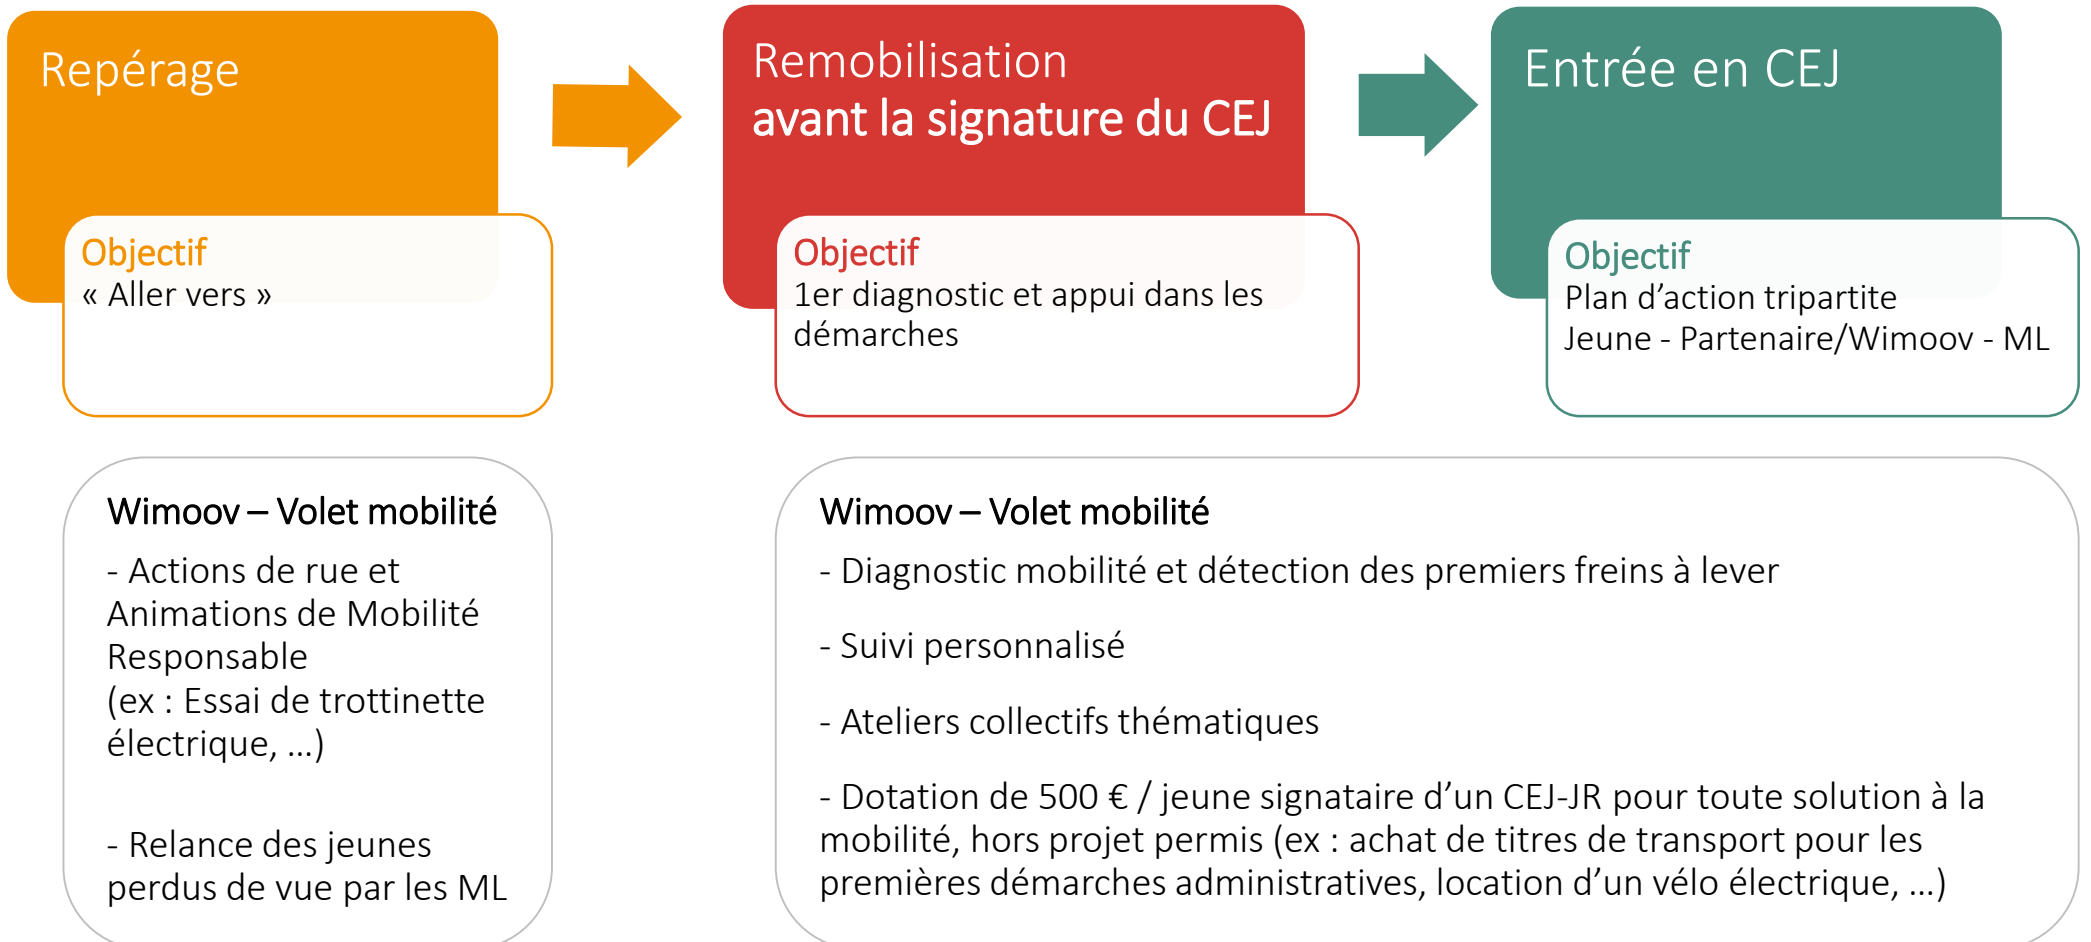 Repérage
Objectif
« Aller vers »
Remobilisation
avant la signature du CEJ
Objectif
1er diagnostic et appui dans les
démarches
Entrée en CEJ
Objectif
Plan d’action tripartite
Jeune - Partenaire/Wimoov - ML
Wimoov – Volet mobilité
- Actions de rue et
Animations de Mobilité
Responsable
(ex : Essai de trottinette
électrique, …)
- Relance des jeunes
perdus de vue par les ML
Wimoov – Volet mobilité
- Diagnostic mobilité et détection des premiers freins à lever
- Suivi personnalisé
- Ateliers collectifs thématiques
- Dotation de 500 € / jeune signataire d’un CEJ-JR pour toute solution à la
mobilité, hors projet permis (ex : achat de titres de transport pour les
premières démarches administratives, location d’un vélo électrique, …)